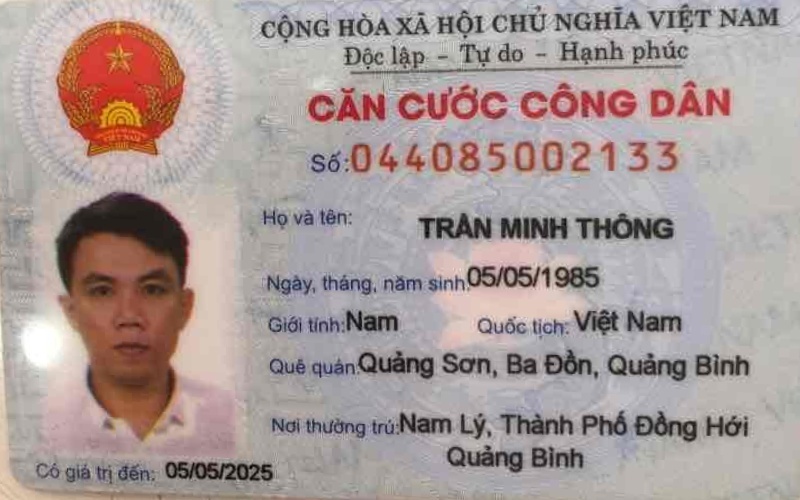 CỘNG HÒA XÃ HỘI CHỦ NGHĨA VIỆT NAM
Độc lập - Tự do - Hạnh phúc
CĂN CƯỚC CÔNG DÂN
Số: 044085002133
Họ và tên: TRẦN MINH THÔNG
Ngày, tháng, năm sinh: 05/05/1985
Giới tính: Nam Quốc tịch: Việt Nam
Quê quán: Quảng Sơn, Ba Đồn, Quảng Bình
Nơi thường trú: Nam Lý, Thành Phố Đồng Hới
Quảng Bình
Có giá trị đến: 05/05/2025